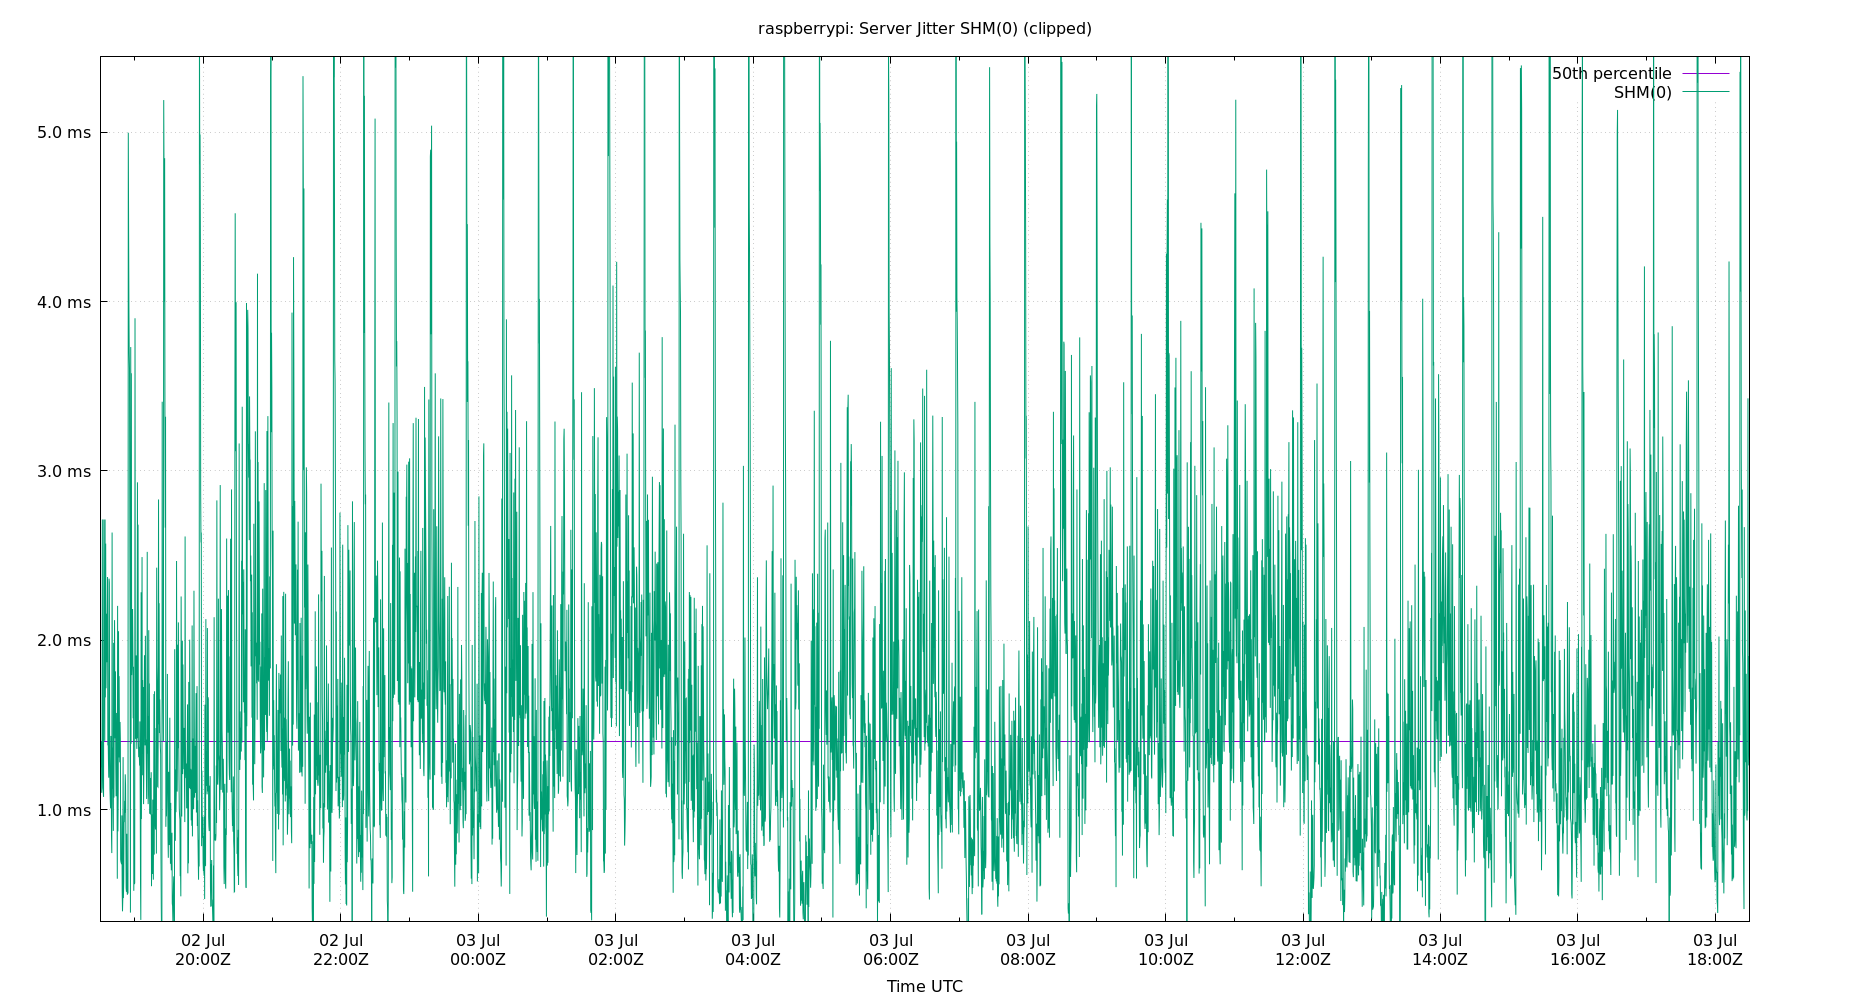 raspberrypi: Server Jitter SHM(0) (clipped)
50th percentile
SHM(0)
5.0 ms
4.0 ms
3.0 ms
2.0 ms
1.0 ms
02 Jul 02 Jul 03 Jul 03 Jul 03 Jul 03 Jul 03 Jul 03 Jul 03 Jul 03 Jul 03 Jul 03 Jul
20:00Z 22:00Z 00:00Z 02:00Z 04:00Z 06:00Z 08:00Z 10:00Z 12:00Z 14:00Z 16:00Z 18:00Z
Time UTC